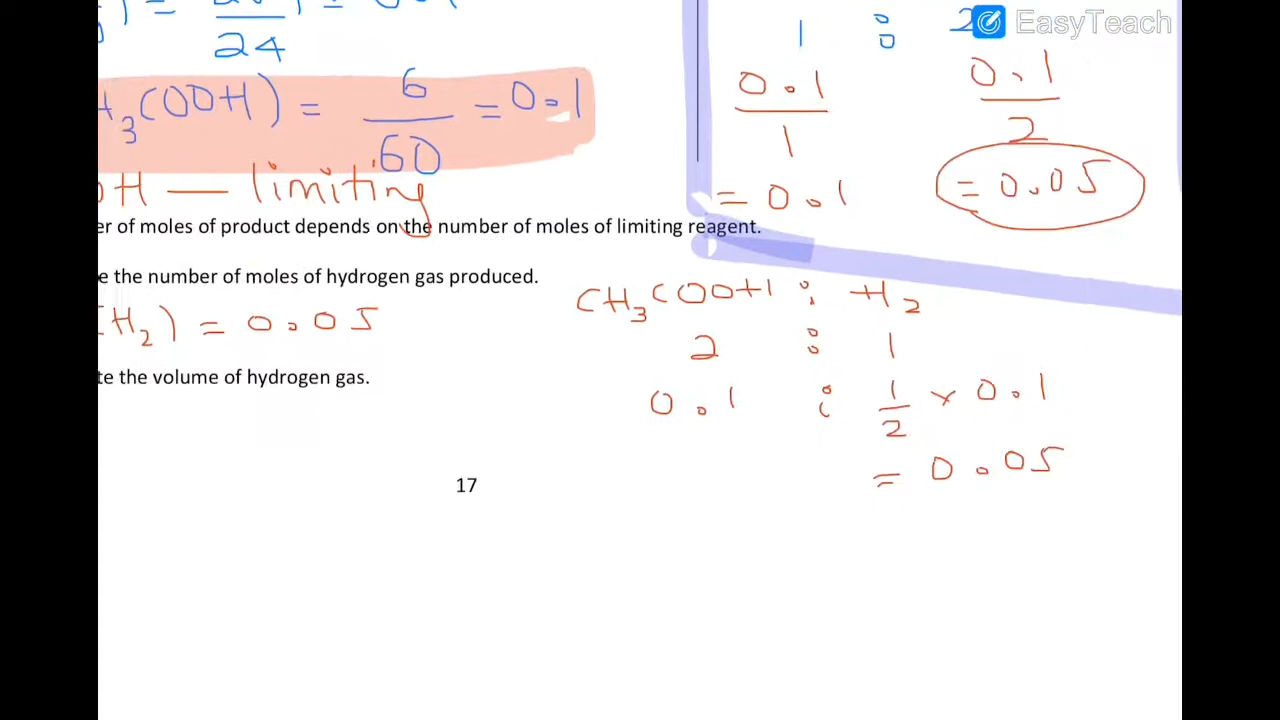 EasyTeach
24
1 : 2
H3COOH) = 6/60 = 0.1
0.1/1 0.1/2
= 0.1 = 0.05
OH — limiting
er of moles of product depends on the number of moles of limiting reagent.
e the number of moles of hydrogen gas produced.
CH3COOH : H2
(H2) = 0.05
2 : 1
te the volume of hydrogen gas.
0.1 : 1/2 × 0.1
= 0.05
17